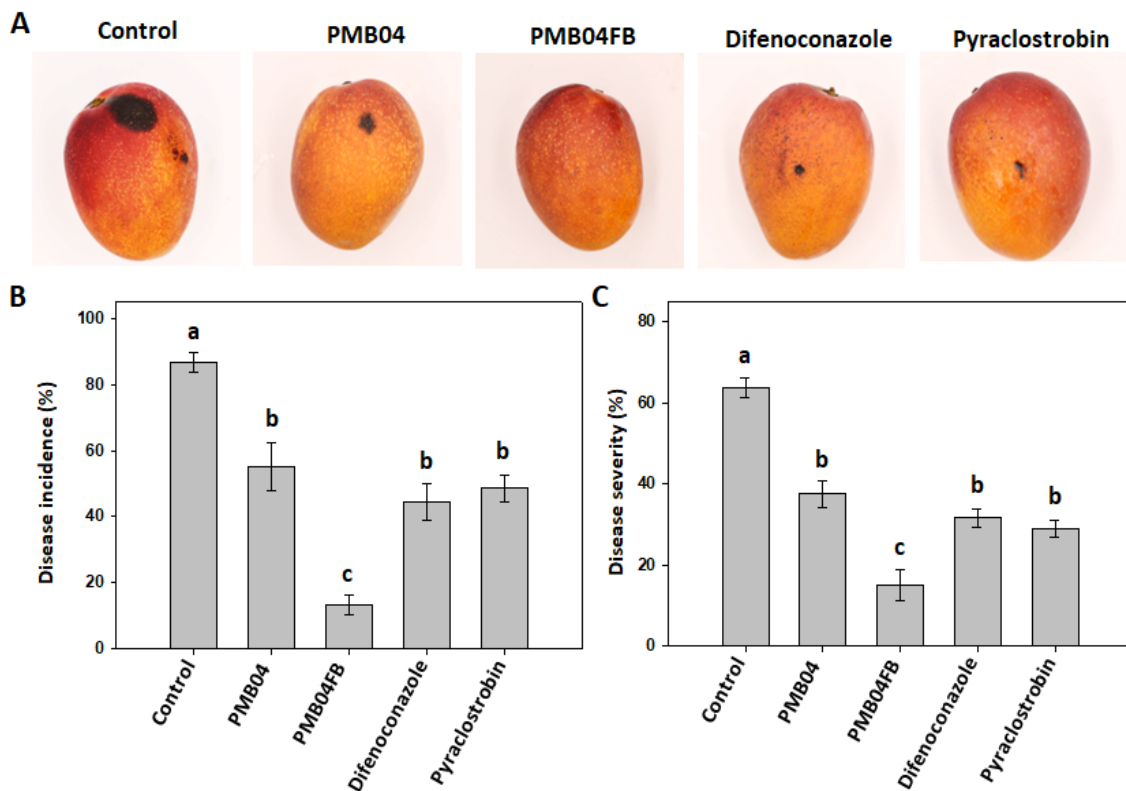 A
Control PMB04 PMB04FB Difenoconazole Pyraclostrobin
B
Disease incidence (%)
100
80
60
40
20
0
a
b
c
b
b
Control
PMB04
PMB04FB
Difenoconazole
Pyraclostrobin
C
Disease severity (%)
80
60
40
20
0
a
b
c
b
b
Control
PMB04
PMB04FB
Difenoconazole
Pyraclostrobin